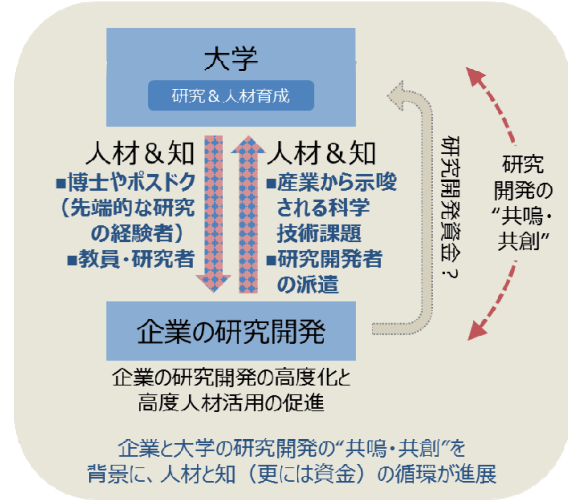 大学
研究＆人材育成
人材＆知
■博士やポスドク
（先端的な研究
の経験者）
■教員・研究者
人材＆知
■産業から示唆
される科学
技術課題
■研究開発者
の派遣
研究開発資金？
研究
開発の
“共鳴・
共創”
企業の研究開発
企業の研究開発の高度化と
高度人材活用の促進
企業と大学の研究開発の“共鳴・共創”を
背景に、人材と知（更には資金）の循環が進展